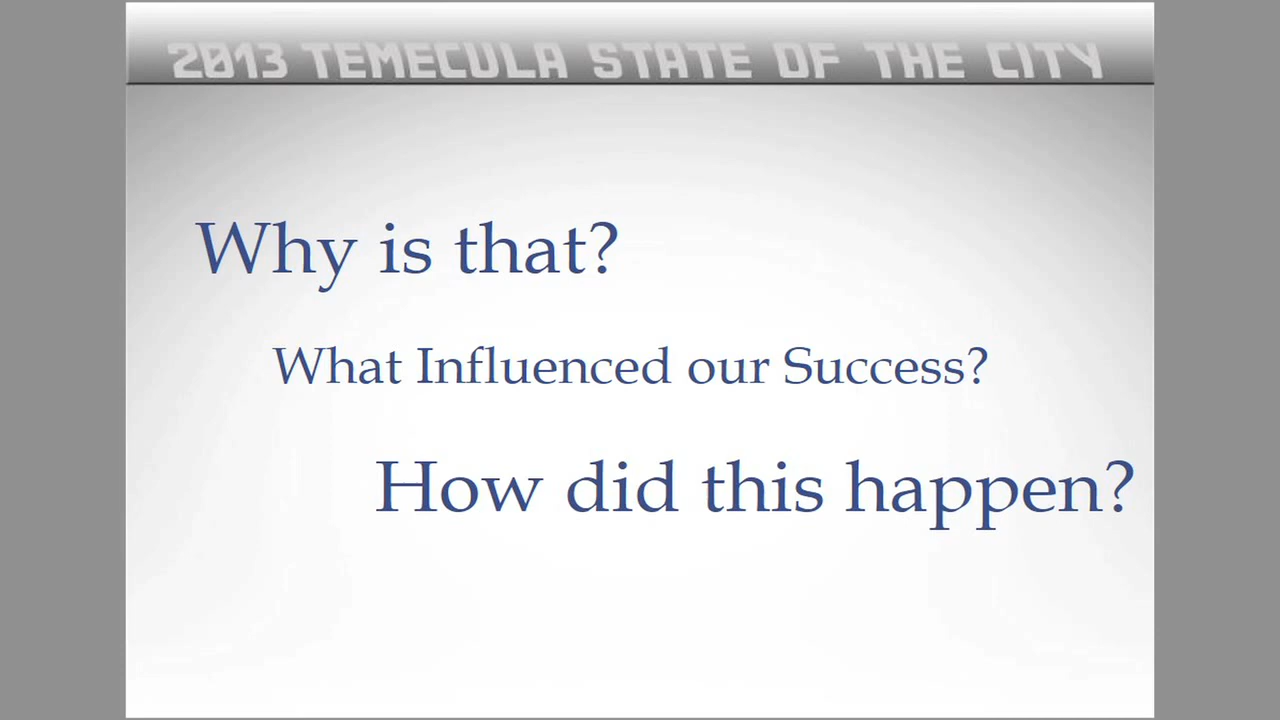 2013 TEMECULA STATE OF THE CITY
Why is that?
What Influenced our Success?
How did this happen?